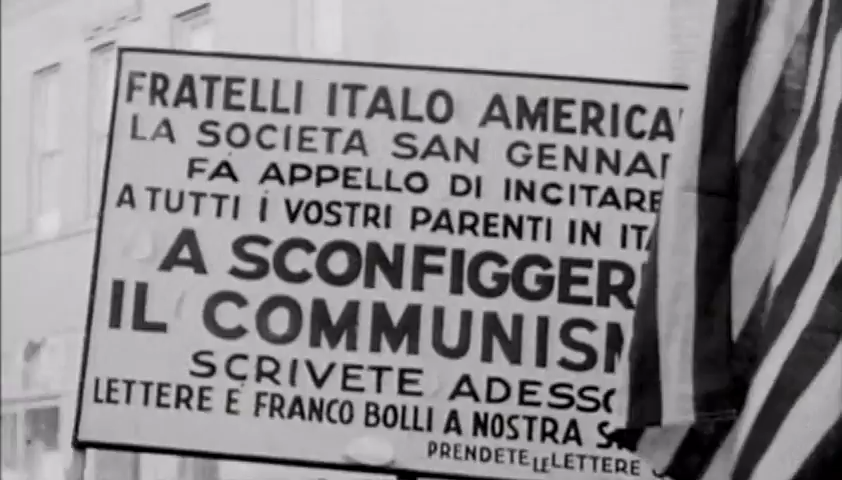 FRATELLI ITALO AMERICA
LA SOCIETA SAN GENNA
FA APPELLO DI INCITARE
A TUTTI I VOSTRI PARENTI IN ITA
A SCONFIGGER
IL COMMUNISM
SCRIVETE ADESSO
LETTERE E FRANCO BOLLI A NOSTRA S
PRENDETE LE LETTERE